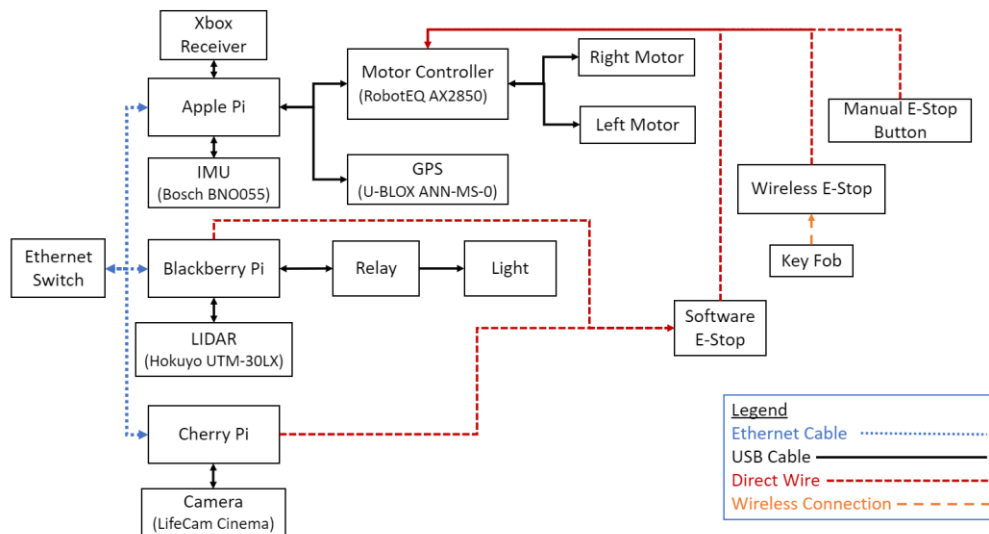 Xbox
Receiver
Apple Pi
IMU
(Bosch BNO055)
Motor Controller
(RobotEQ AX2850)
Right Motor
Left Motor
GPS
(U-BLOX ANN-MS-0)
Manual E-Stop
Button
Wireless E-Stop
Key Fob
Ethernet
Switch
Blackberry Pi
Relay
Light
LIDAR
(Hokuyo UTM-30LX)
Software
E-Stop
Cherry Pi
Camera
(LifeCam Cinema)
Legend
Ethernet Cable
USB Cable
Direct Wire
Wireless Connection